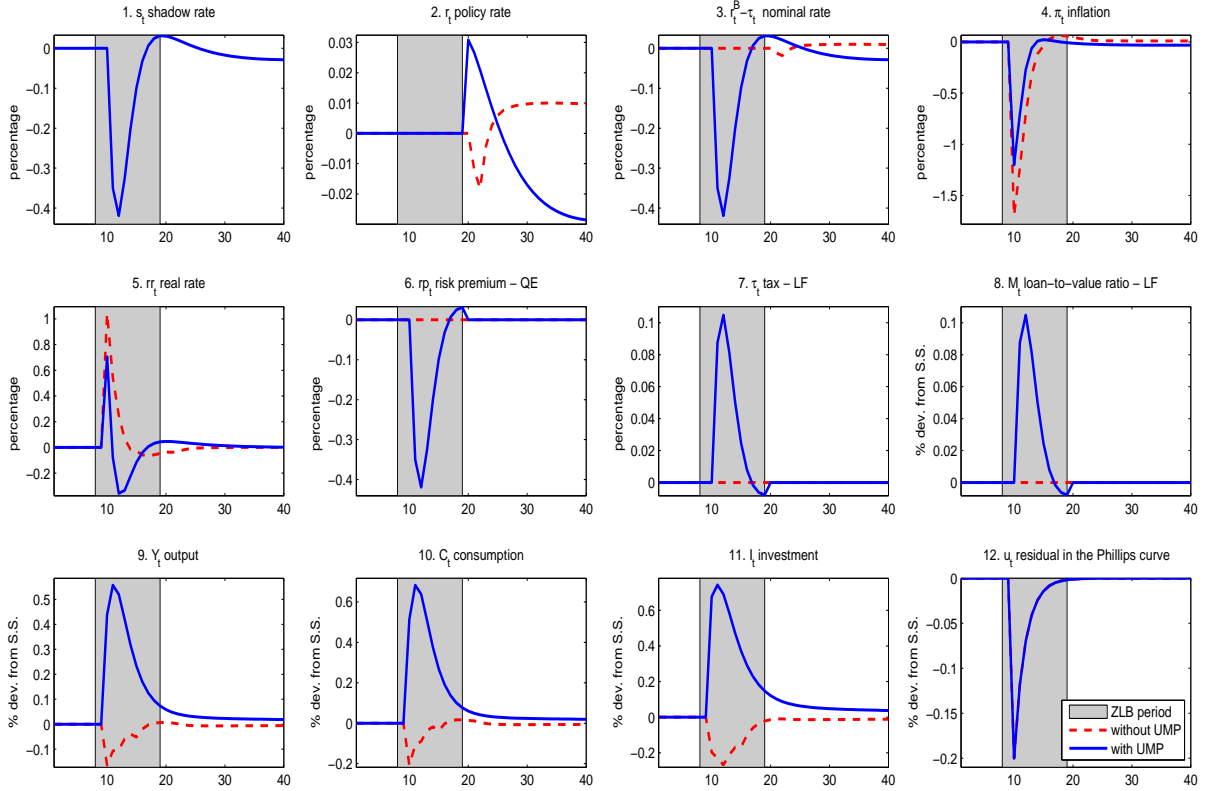 1. s_t shadow rate
percentage
0
−0.1
−0.2
−0.3
−0.4
10 20 30 40
2. r_t policy rate
percentage
0.03
0.02
0.01
0
−0.01
−0.02
10 20 30 40
3. r_t^B−τ_t nominal rate
percentage
0
−0.1
−0.2
−0.3
−0.4
10 20 30 40
4. π_t inflation
percentage
0
−0.5
−1
−1.5
10 20 30 40
5. rr_t real rate
percentage
1
0.8
0.6
0.4
0.2
0
−0.2
10 20 30 40
6. rp_t risk premium − QE
percentage
0
−0.1
−0.2
−0.3
−0.4
10 20 30 40
7. τ_t tax − LF
percentage
0.1
0.08
0.06
0.04
0.02
0
10 20 30 40
8. M_t loan−to−value ratio − LF
% dev. from S.S.
0.1
0.08
0.06
0.04
0.02
0
10 20 30 40
9. Y_t output
% dev. from S.S.
0.5
0.4
0.3
0.2
0.1
0
−0.1
10 20 30 40
10. C_t consumption
% dev. from S.S.
0.6
0.4
0.2
0
−0.2
10 20 30 40
11. I_t investment
% dev. from S.S.
0.6
0.4
0.2
0
−0.2
10 20 30 40
12. u_t residual in the Phillips curve
% dev. from S.S.
0
−0.05
−0.1
−0.15
−0.2
10 20 30 40
ZLB period
without UMP
with UMP